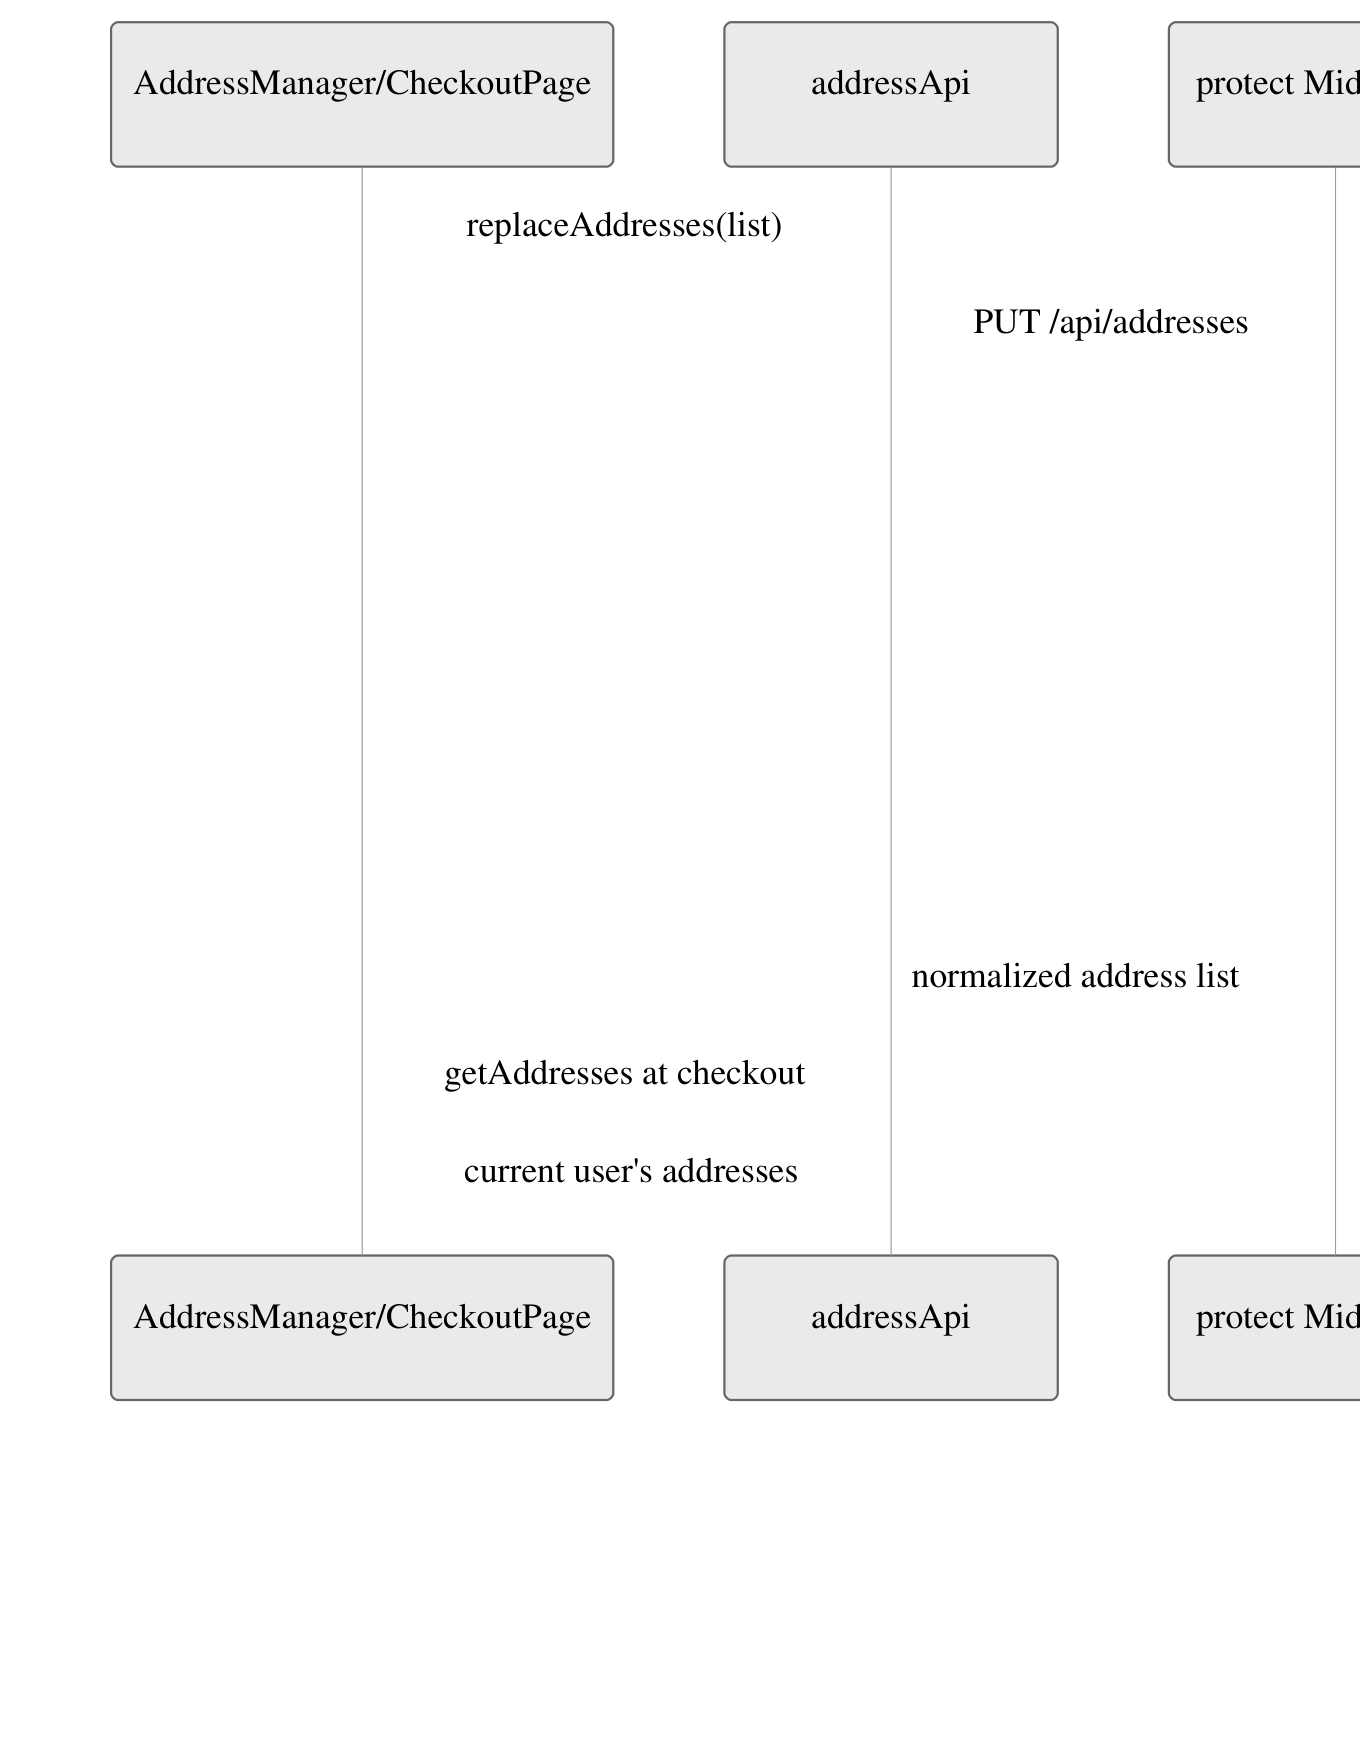 AddressManager/CheckoutPage
addressApi
protect Mid
replaceAddresses(list)
PUT /api/addresses
normalized address list
getAddresses at checkout
current user's addresses
AddressManager/CheckoutPage
addressApi
protect Mid